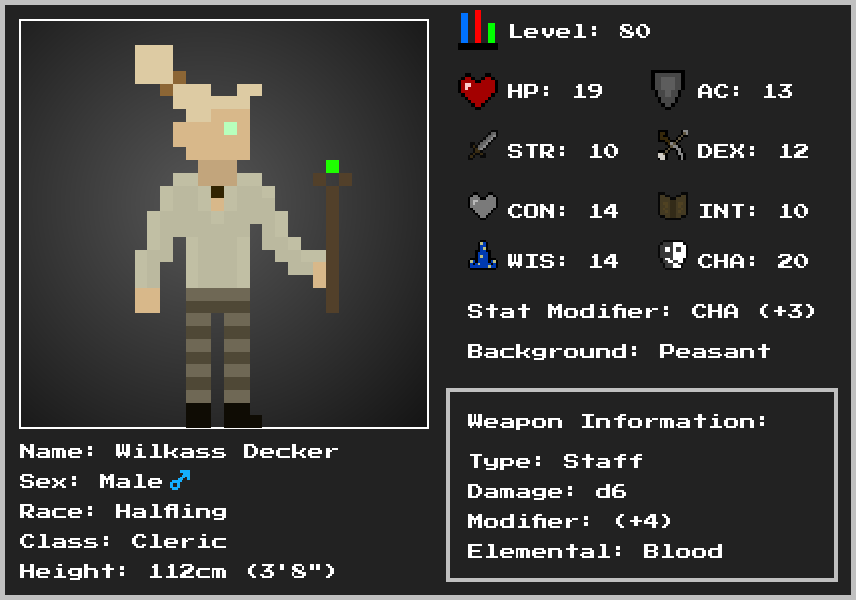 Level: 80
HP: 19
AC: 13
STR: 10
DEX: 12
CON: 14
INT: 10
WIS: 14
CHA: 20
Stat Modifier: CHA (+3)
Background: Peasant
Name: Wilkass Decker
Sex: Male♂
Race: Halfling
Class: Cleric
Height: 112cm (3'8")
Weapon Information:
Type: Staff
Damage: d6
Modifier: (+4)
Elemental: Blood